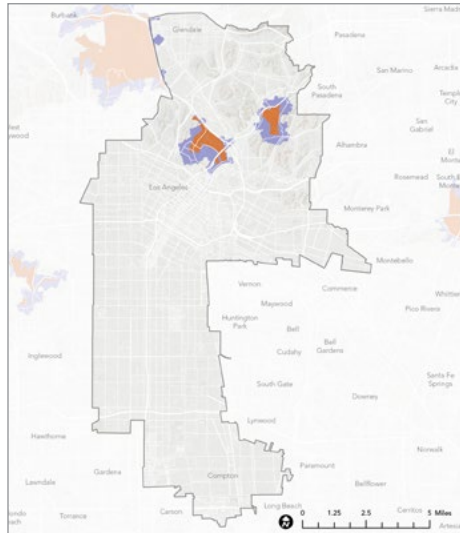 Sierra Madre
Burbank
Glendale
Pasadena
Arcadia
San Marino
South
Pasadena
Temple
City
San
Gabriel
West
Alhambra
El
Monte
Rosemead
South El
Monte
Los Angeles
Monterey Park
Montebello
Vernon
Commerce
Whittier
Maywood
Pico Rivera
Huntington
Park
Bell
Bell
Gardens
Cudahy
Inglewood
Santa Fe
Springs
South Gate
Downey
Lynwood
Hawthorne
Norwalk
Gardena
Paramount
Lawndale
Compton
Bellflower
Long Beach
Cerritos
Carson
Torrance
0 1.25 2.5 5 Miles